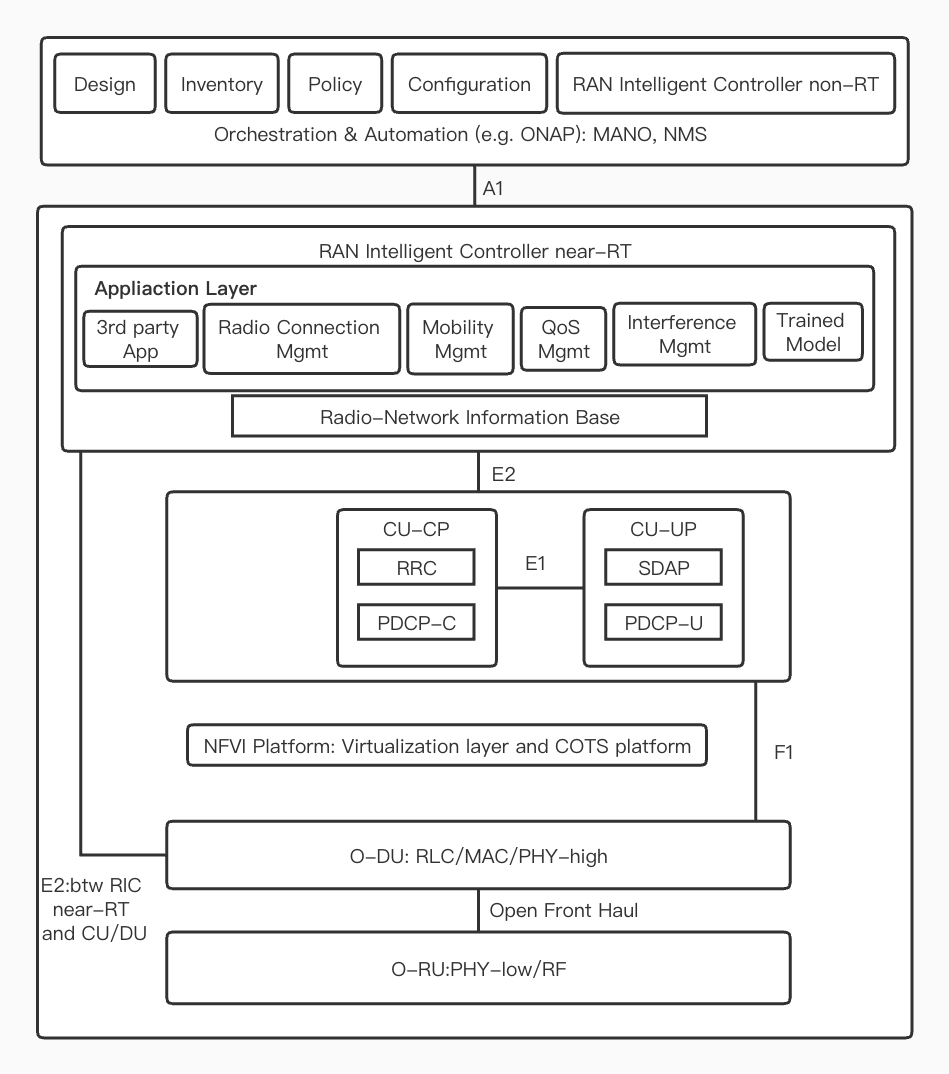 Design
Inventory
Policy
Configuration
RAN Intelligent Controller non-RT
Orchestration & Automation (e.g. ONAP): MANO, NMS
A1
RAN Intelligent Controller near-RT
Appliaction Layer
3rd party
App
Radio Connection
Mgmt
Mobility
Mgmt
QoS
Mgmt
Interference
Mgmt
Trained
Model
Radio-Network Information Base
E2
CU-CP
RRC
PDCP-C
E1
CU-UP
SDAP
PDCP-U
NFVI Platform: Virtualization layer and COTS platform
F1
O-DU: RLC/MAC/PHY-high
E2:btw RIC
near-RT
and CU/DU
Open Front Haul
O-RU:PHY-low/RF